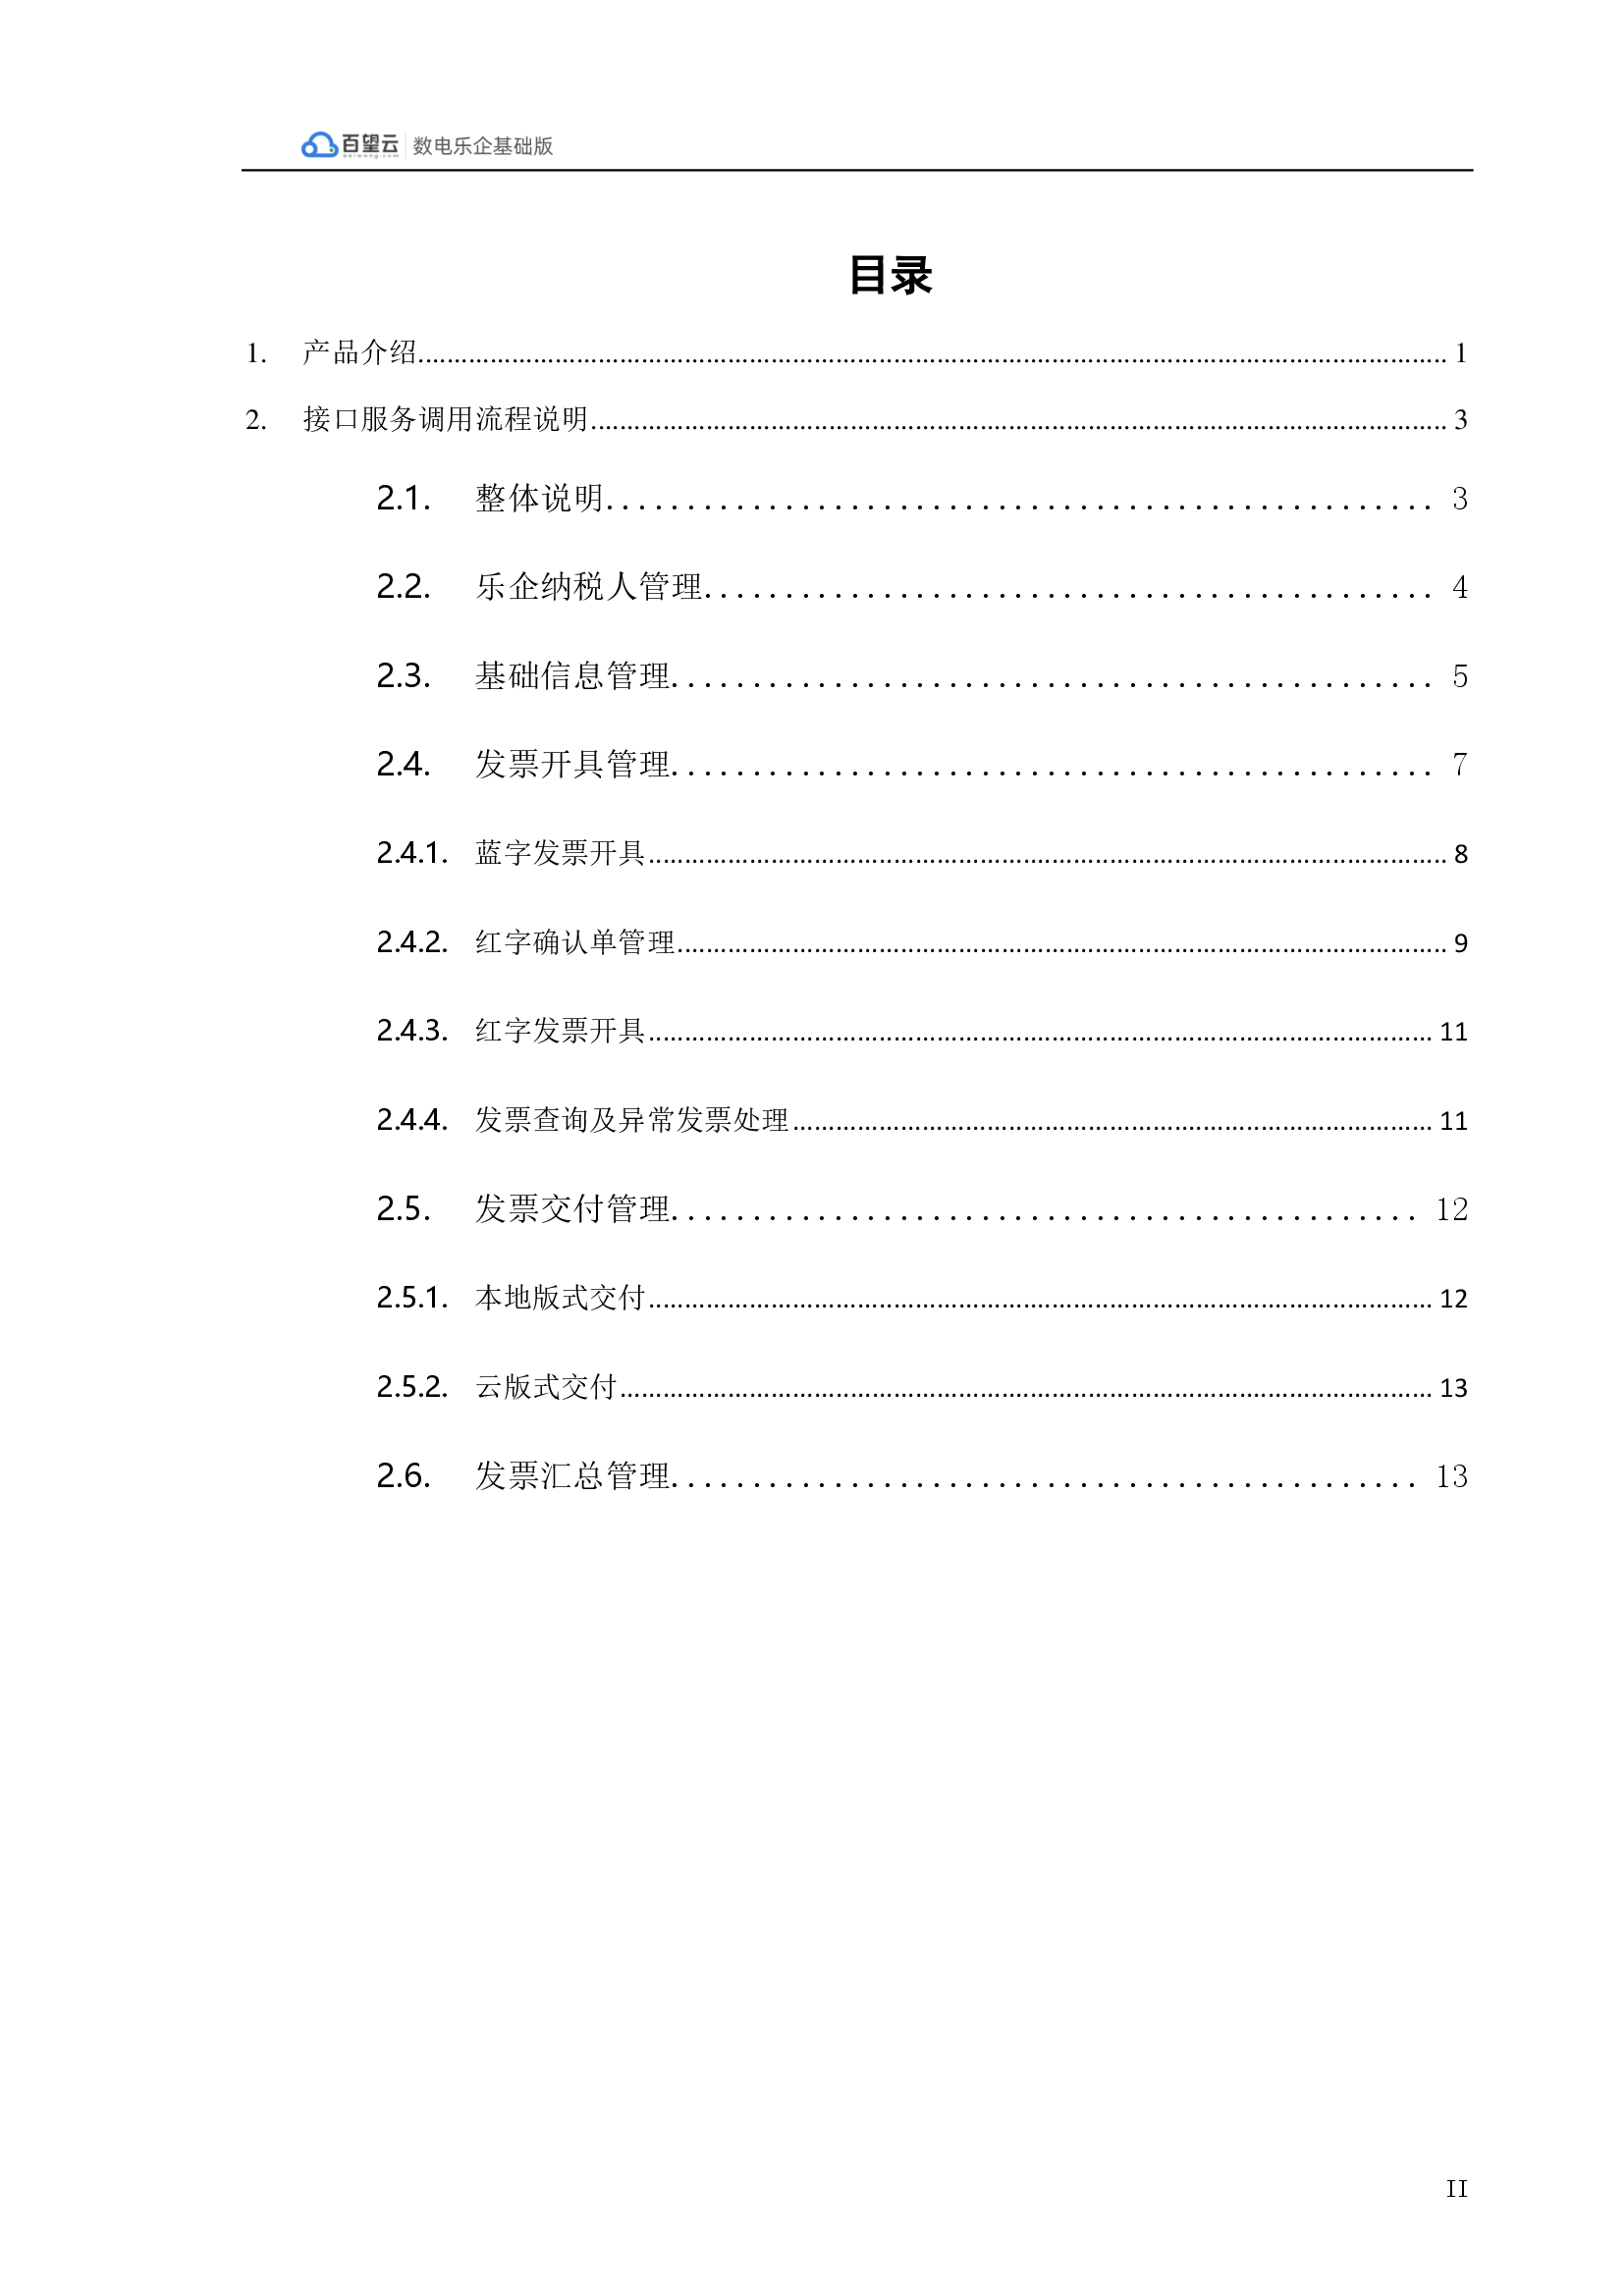 百望云 数电乐企基础版
baiwang.com
目录
1. 产品介绍 1
2. 接口服务调用流程说明 3
2.1. 整体说明 3
2.2. 乐企纳税人管理 4
2.3. 基础信息管理 5
2.4. 发票开具管理 7
2.4.1. 蓝字发票开具 8
2.4.2. 红字确认单管理 9
2.4.3. 红字发票开具 11
2.4.4. 发票查询及异常发票处理 11
2.5. 发票交付管理 12
2.5.1. 本地版式交付 12
2.5.2. 云版式交付 13
2.6. 发票汇总管理 13
II